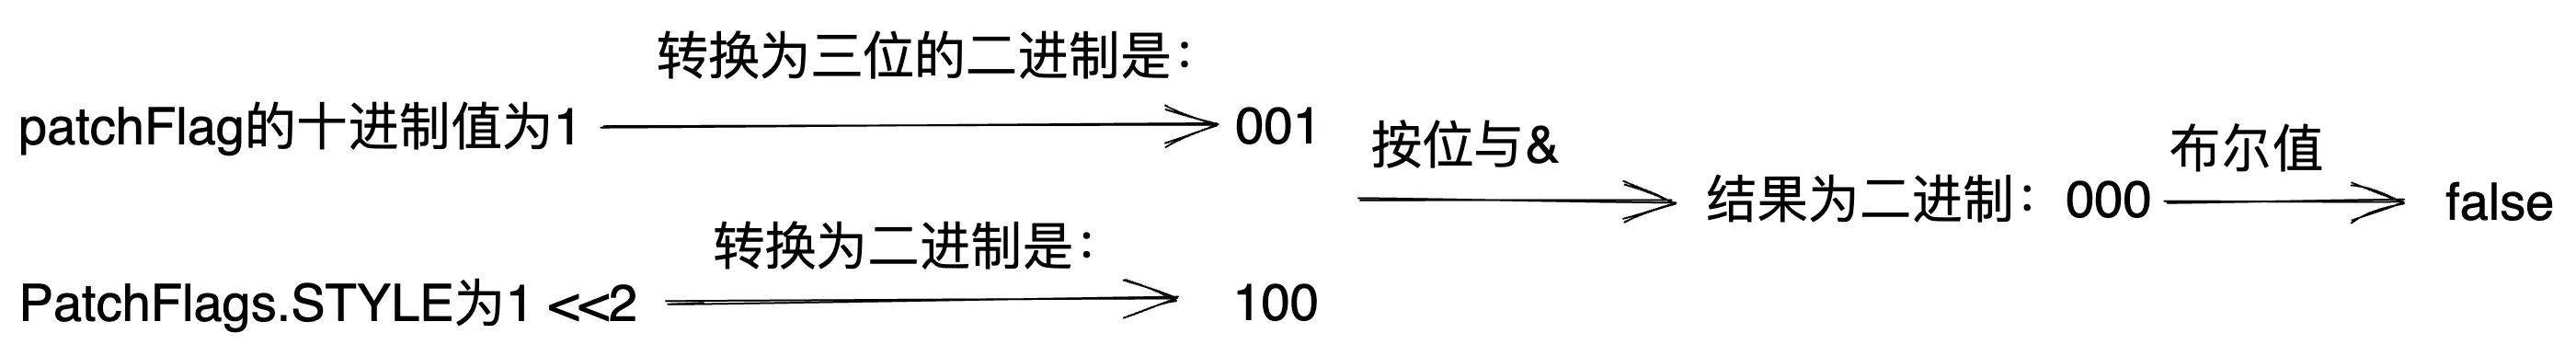 转换为三位的二进制是：
patchFlag的十进制值为1
001
按位与&
布尔值
结果为二进制：000
false
转换为二进制是：
PatchFlags.STYLE为1 <<2
100